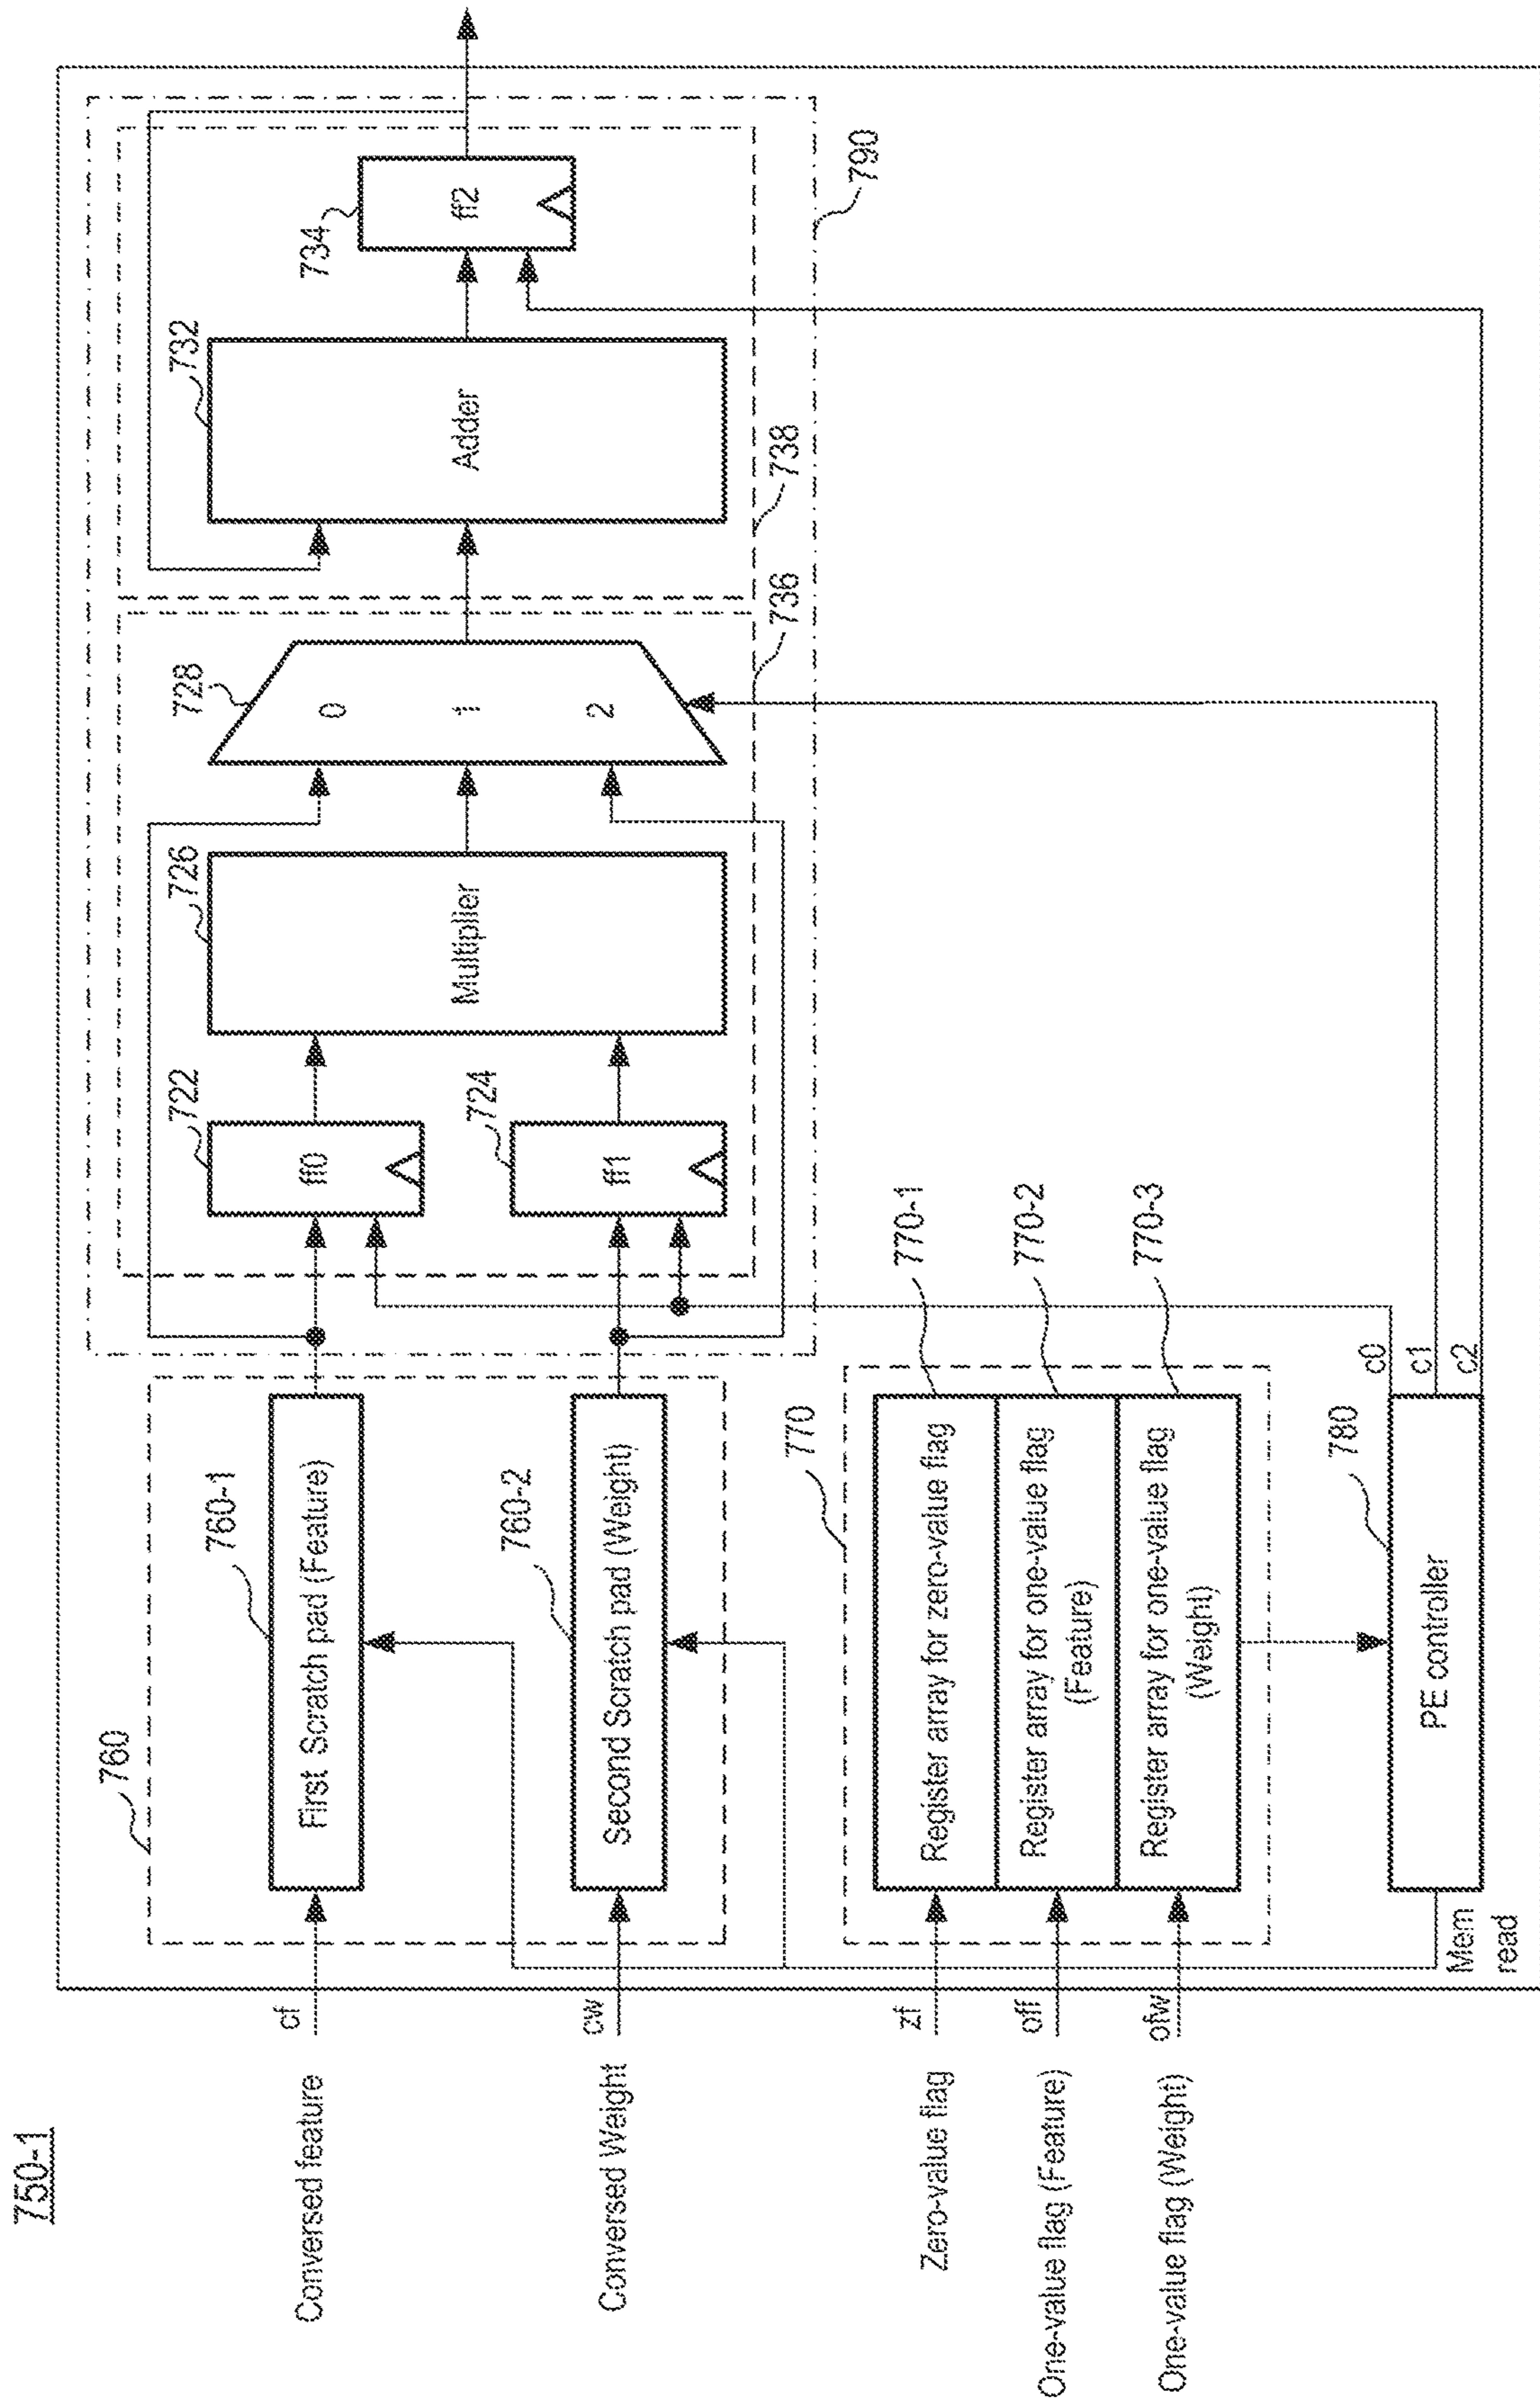 750-1
Conversed feature
cf
Conversed Weight
cw
Zero-value flag
zf
One-value flag (Feature)
off
One-value flag (Weight)
ofw
760
760-1
First Scratch pad (Feature)
760-2
Second Scratch pad (Weight)
770
Register array for zero-value flag
770-1
Register array for one-value flag
(Feature)
770-2
Register array for one-value flag
(Weight)
770-3
780
PE controller
Mem
read
c0
c1
c2
722
ff0
724
ff1
726
Multiplier
728
0
1
2
736
738
732
Adder
734
ff2
790